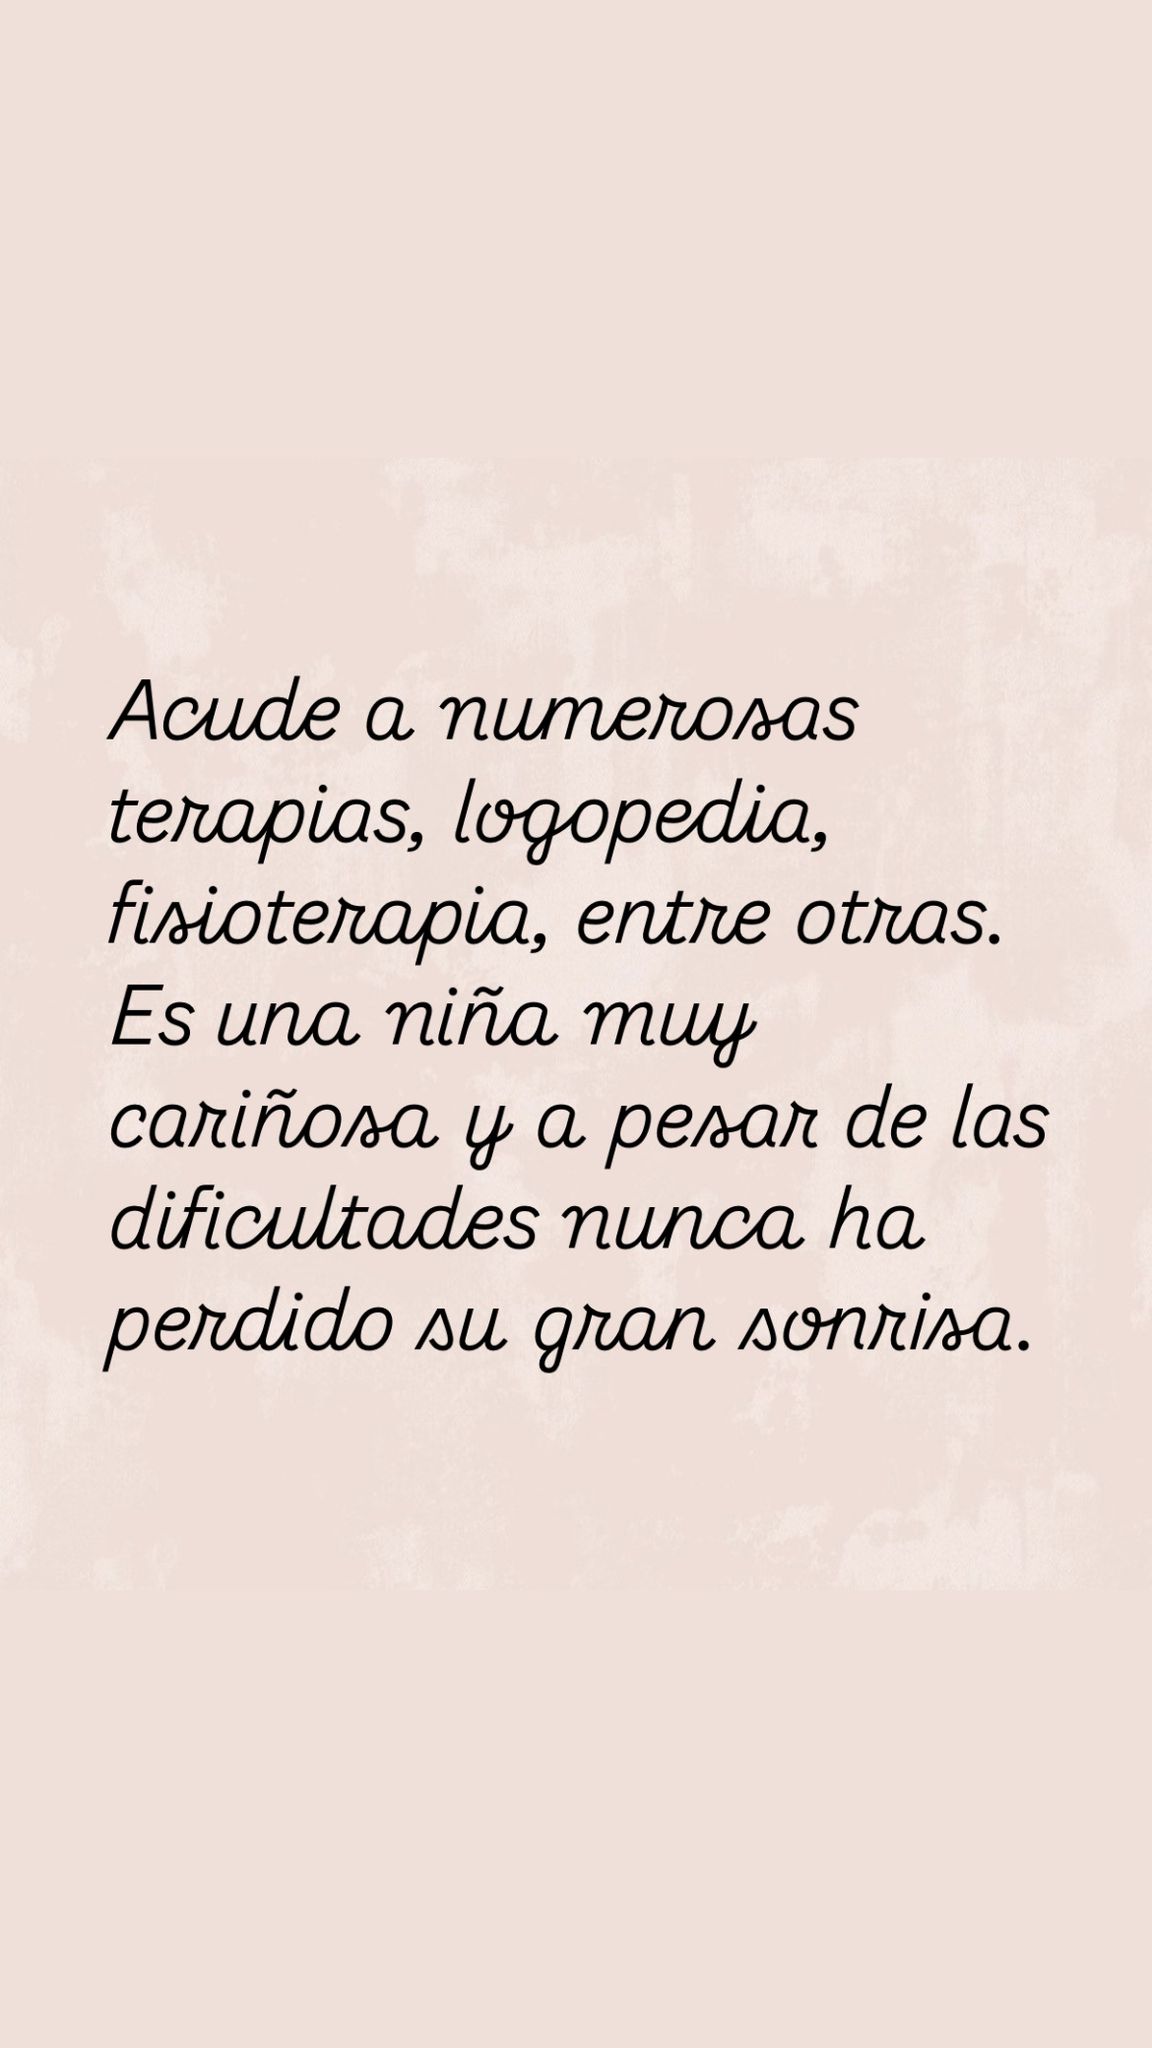 Acude a numerosas
terapias, logopedia,
fisioterapia, entre otras.
Es una niña muy
cariñosa y a pesar de las
dificultades nunca ha
perdido su gran sonrisa.